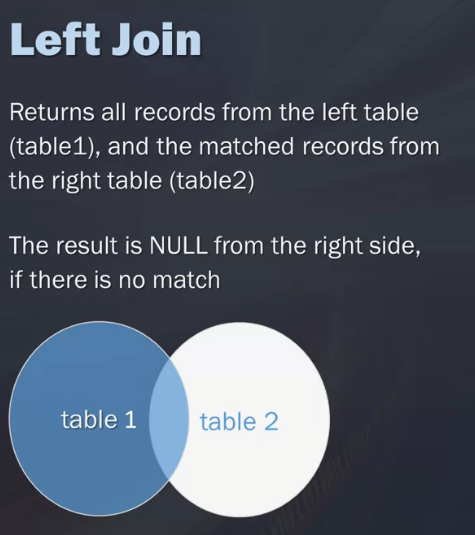 Left Join
Returns all records from the left table
(table1), and the matched records from
the right table (table2)
The result is NULL from the right side,
if there is no match
table 1
table 2